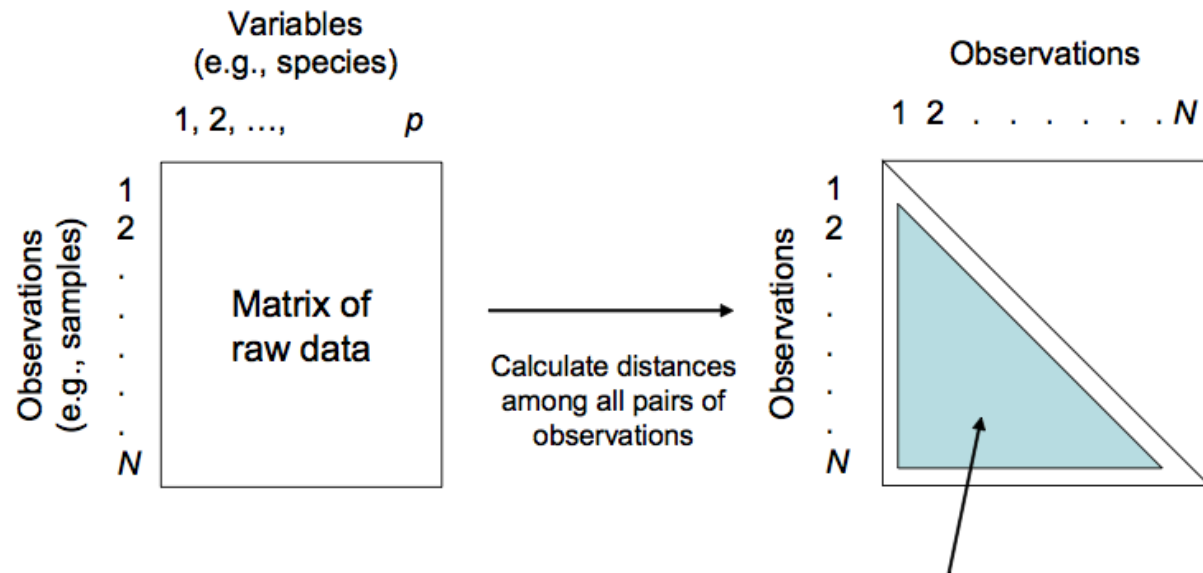 Variables
(e.g., species)
1, 2, ..., p
Observations
(e.g., samples)
1
2
.
.
.
.
.
N
Matrix of
raw data
Calculate distances
among all pairs of
observations
Observations
1 2 . . . . . . N
Observations
1
2
.
.
.
.
.
N